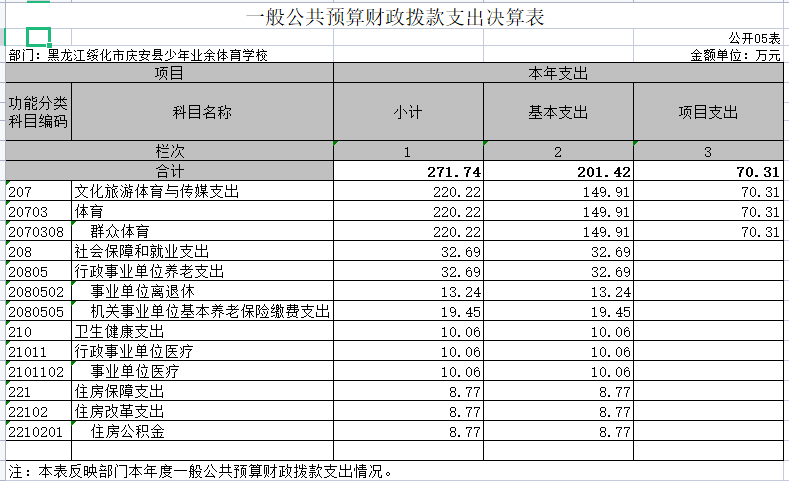 一般公共预算财政拨款支出决算表
公开05表
部门：黑龙江绥化市庆安县少年业余体育学校 金额单位：万元
项目 本年支出
功能分类科目编码 科目名称 小计 基本支出 项目支出
栏次 1 2 3
合计 271.74 201.42 70.31
207 文化旅游体育与传媒支出 220.22 149.91 70.31
20703 体育 220.22 149.91 70.31
2070308 群众体育 220.22 149.91 70.31
208 社会保障和就业支出 32.69 32.69
20805 行政事业单位养老支出 32.69 32.69
2080502 事业单位离退休 13.24 13.24
2080505 机关事业单位基本养老保险缴费支出 19.45 19.45
210 卫生健康支出 10.06 10.06
21011 行政事业单位医疗 10.06 10.06
2101102 事业单位医疗 10.06 10.06
221 住房保障支出 8.77 8.77
22102 住房改革支出 8.77 8.77
2210201 住房公积金 8.77 8.77
注：本表反映部门本年度一般公共预算财政拨款支出情况。